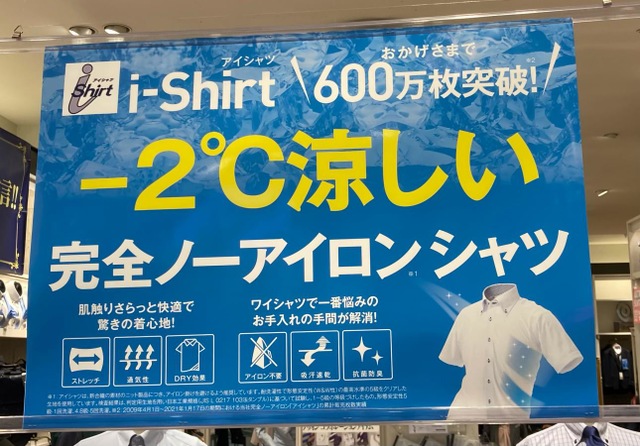 アイシャツ
i-Shirt
アイシャツ
i-Shirt
おかげさまで
600万枚突破!
※2
−2℃涼しい
完全ノーアイロンシャツ
※1
肌触りさらっと快適で
驚きの着心地!
ストレッチ
通気性
DRY効果
ワイシャツで一番悩みの
お手入れの手間が解消!
アイロン不要
吸汗速乾
抗菌防臭